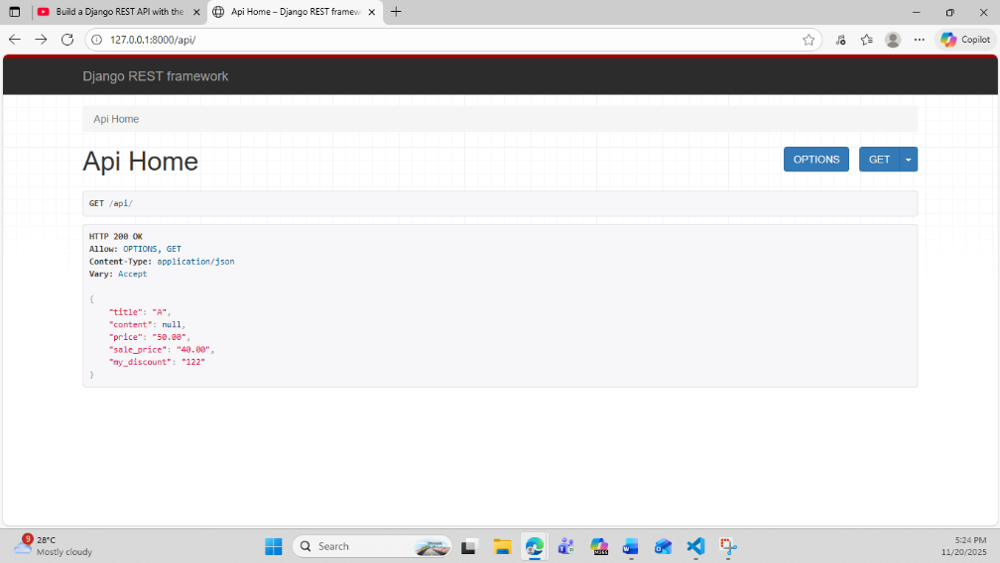 Build a Django REST API with the
Api Home – Django REST framew
127.0.0.1:8000/api/
Copilot
Django REST framework
Api Home
Api Home
OPTIONS
GET
GET /api/
HTTP 200 OK
Allow: OPTIONS, GET
Content-Type: application/json
Vary: Accept
{
"title": "A",
"content": null,
"price": "50.00",
"sale_price": "40.00",
"my_discount": "122"
}
9
28°C
Mostly cloudy
Search
5:24 PM
11/20/2025